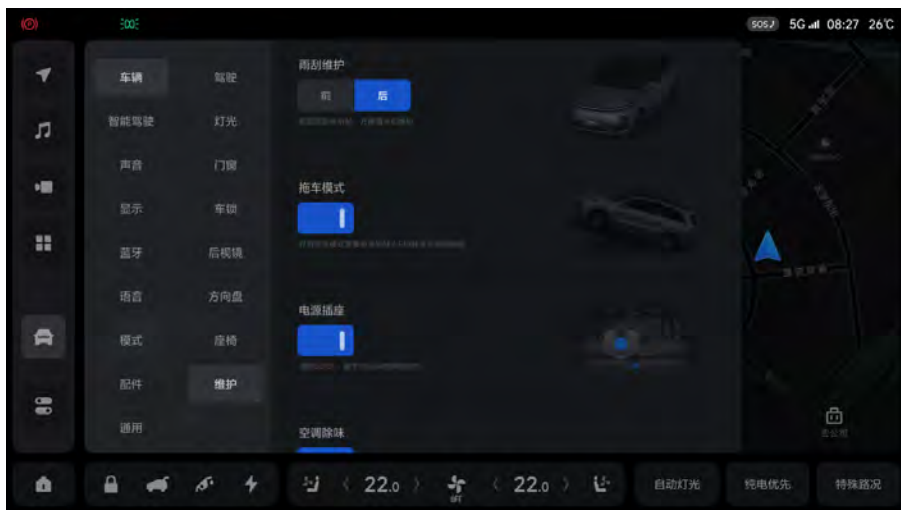 SOS 5G 08:27 26℃
车辆
驾驶
智能驾驶
灯光
声音
门窗
显示
车锁
蓝牙
后视镜
语音
方向盘
模式
座椅
配件
维护
通用
雨刮维护
前
后
拖车模式
电源插座
空调除味
22.0
OFF
22.0
自动灯光
纯电优先
特殊路况